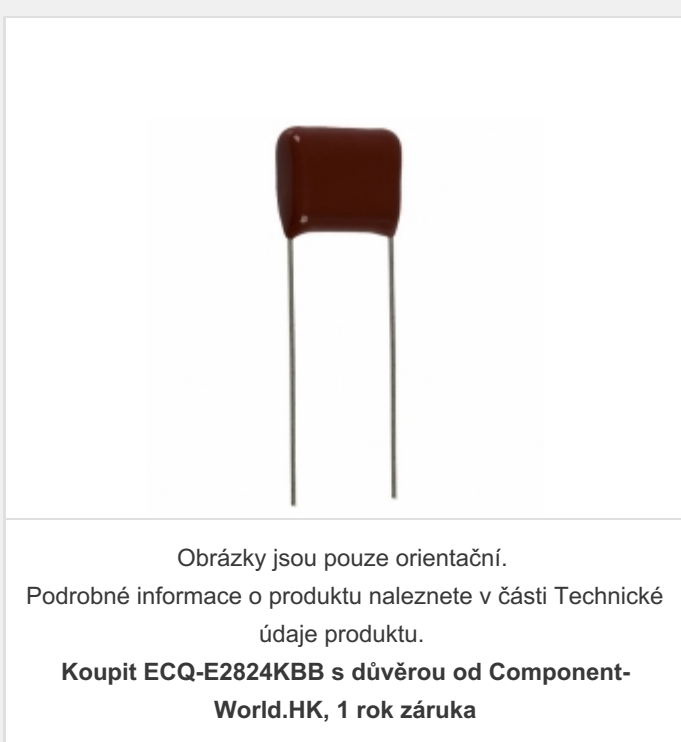 Obrázky jsou pouze orientační.
Podrobné informace o produktu naleznete v části Technické
údaje produktu.
Koupit ECQ-E2824KBB s důvěrou od Component-
World.HK, 1 rok záruka